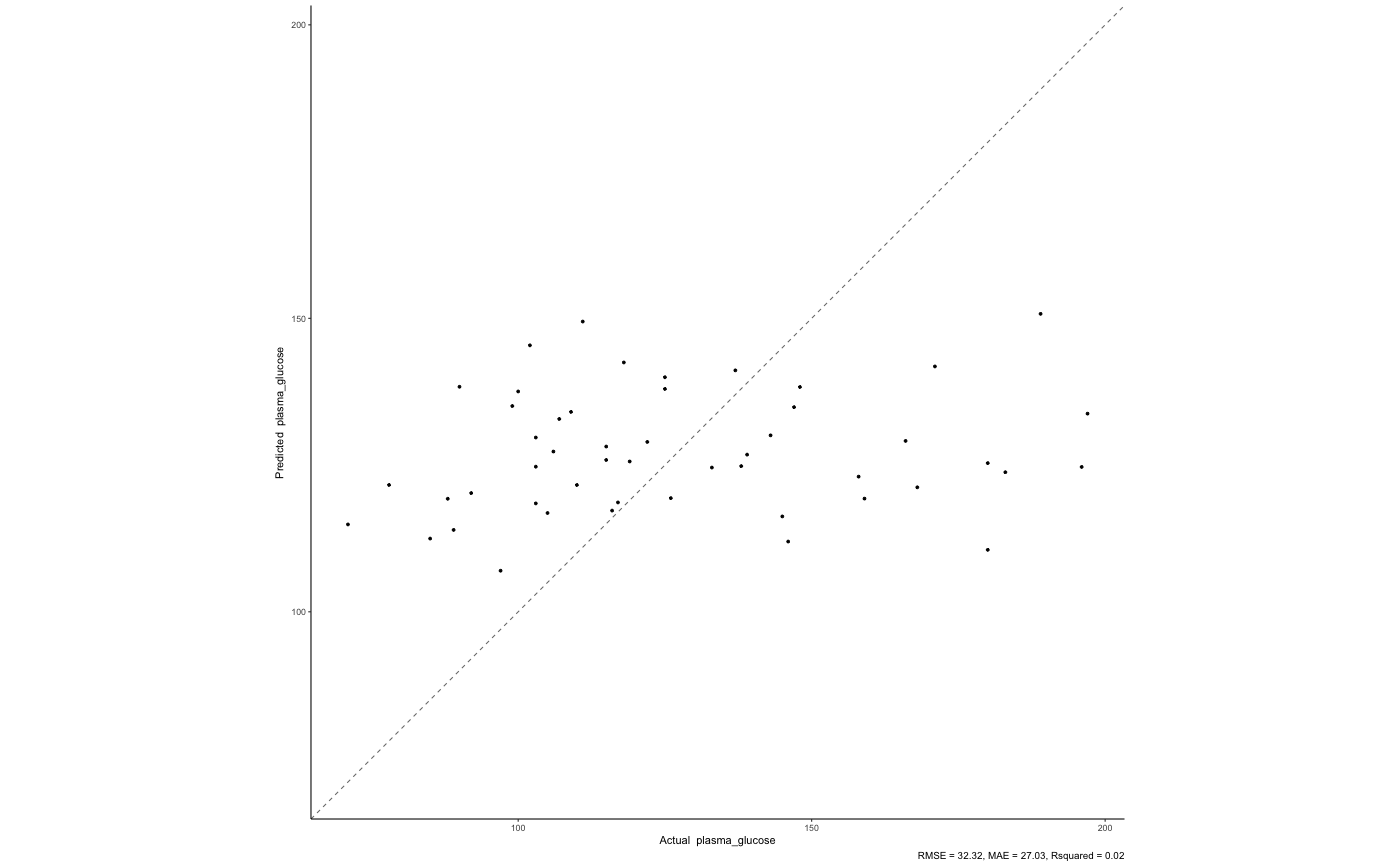 200
150
100
Predicted plasma_glucose
100
150
200
Actual plasma_glucose
RMSE = 32.32, MAE = 27.03, Rsquared = 0.02